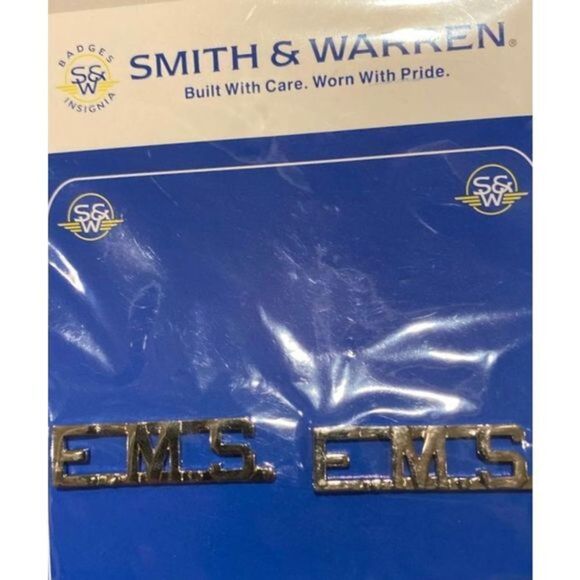 BADGES
S&W
INSIGNIA
SMITH & WARREN®
Built With Care. Worn With Pride.
S&W
S&W
E.M.S.
E.M.S